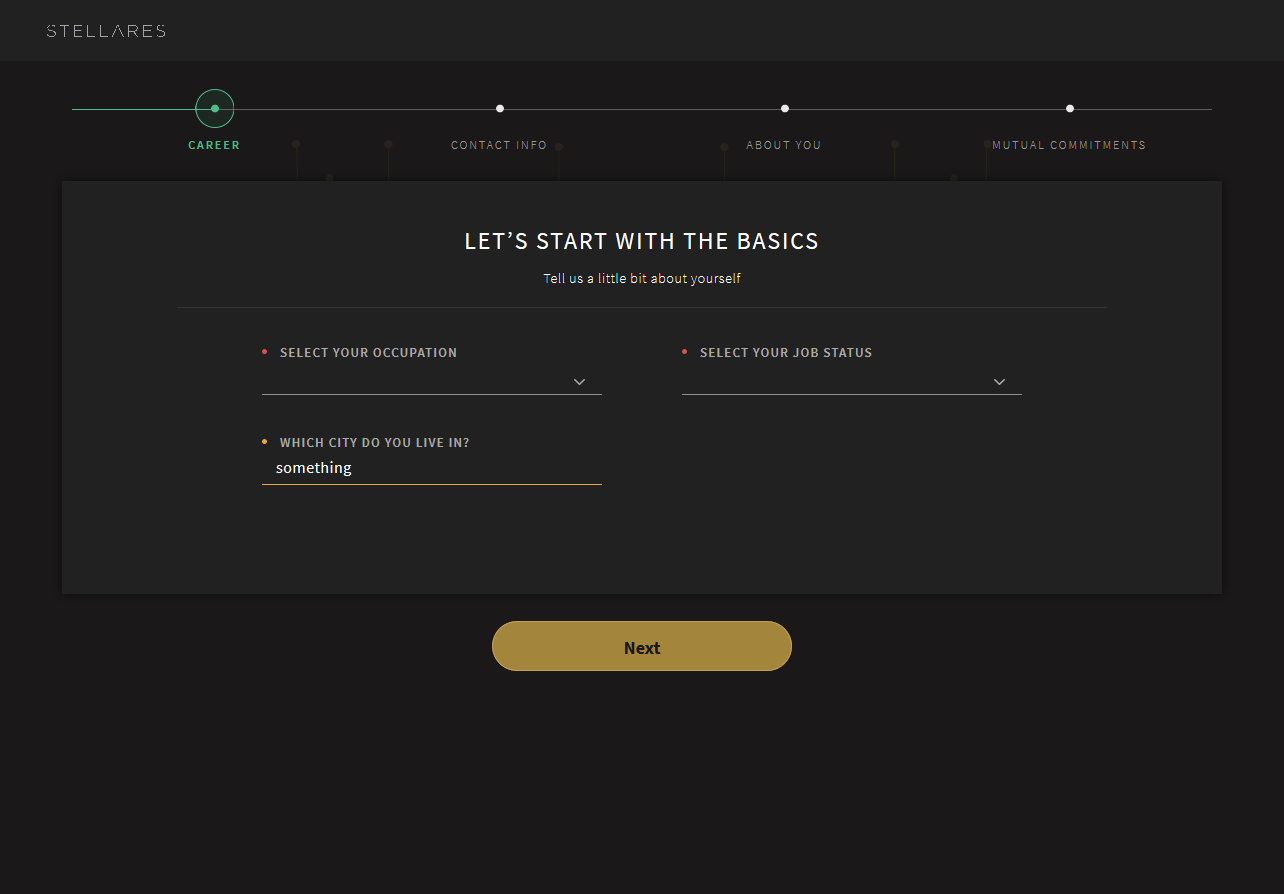 STELLARES
CAREER
CONTACT INFO
ABOUT YOU
MUTUAL COMMITMENTS
LET’S START WITH THE BASICS
Tell us a little bit about yourself
SELECT YOUR OCCUPATION
SELECT YOUR JOB STATUS
WHICH CITY DO YOU LIVE IN?
something
Next